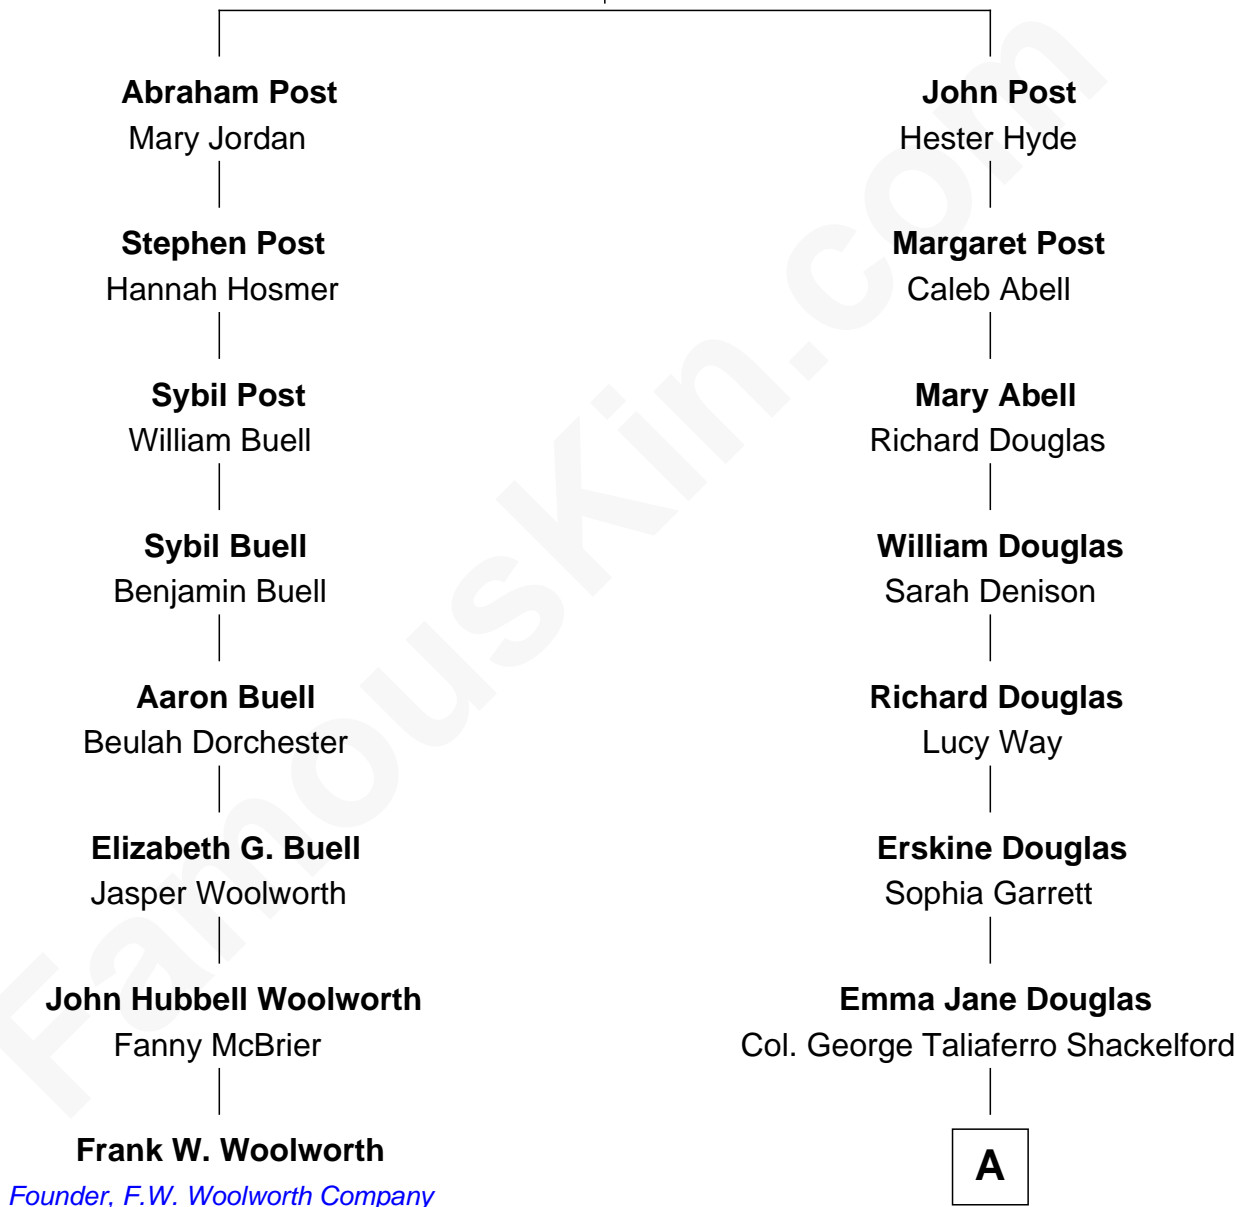 Abraham Post
Mary Jordan
Stephen Post
Hannah Hosmer
Sybil Post
William Buell
Sybil Buell
Benjamin Buell
Aaron Buell
Beulah Dorchester
Elizabeth G. Buell
Jasper Woolworth
John Hubbell Woolworth
Fanny McBrier
Frank W. Woolworth
Founder, F.W. Woolworth Company
John Post
Hester Hyde
Margaret Post
Caleb Abell
Mary Abell
Richard Douglas
William Douglas
Sarah Denison
Richard Douglas
Lucy Way
Erskine Douglas
Sophia Garrett
Emma Jane Douglas
Col. George Taliaferro Shackelford
A
FamousKin.com